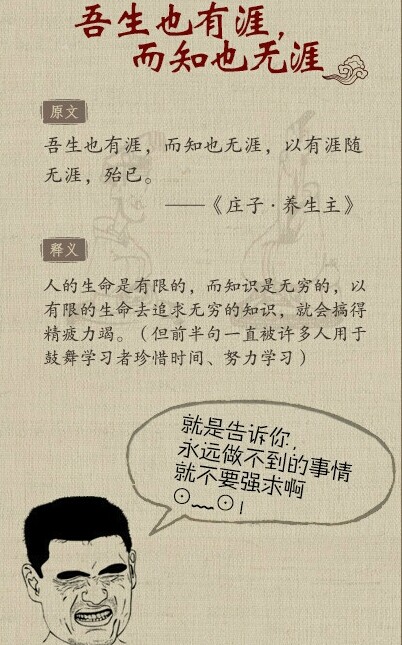 吾生也有涯，
而知也无涯
原文
吾生也有涯，而知也无涯，以有涯随
无涯，殆已。
——《庄子·养生主》
释义
人的生命是有限的，而知识是无穷的，以
有限的生命去追求无穷的知识，就会搞得
精疲力竭。（但前半句一直被许多人用于
鼓舞学习者珍惜时间、努力学习）
就是告诉你，
永远做不到的事情
就不要强求啊
⊙﹏⊙!